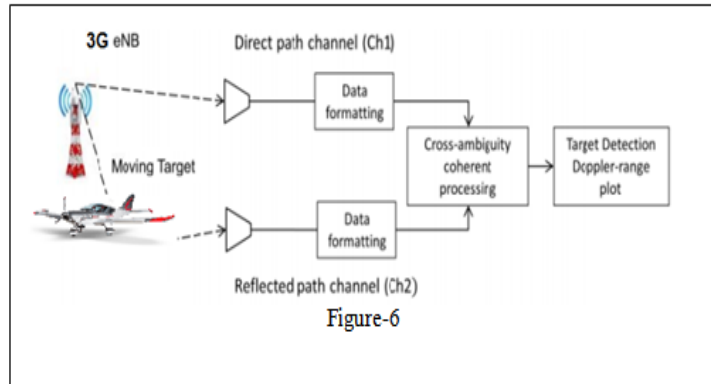 3G eNB
Direct path channel (Ch1)
Data
formatting
Moving Target
Cross-ambiguity
coherent
processing
Target Detection
Doppler-range
plot
Data
formatting
Reflected path channel (Ch2)
Figure-6